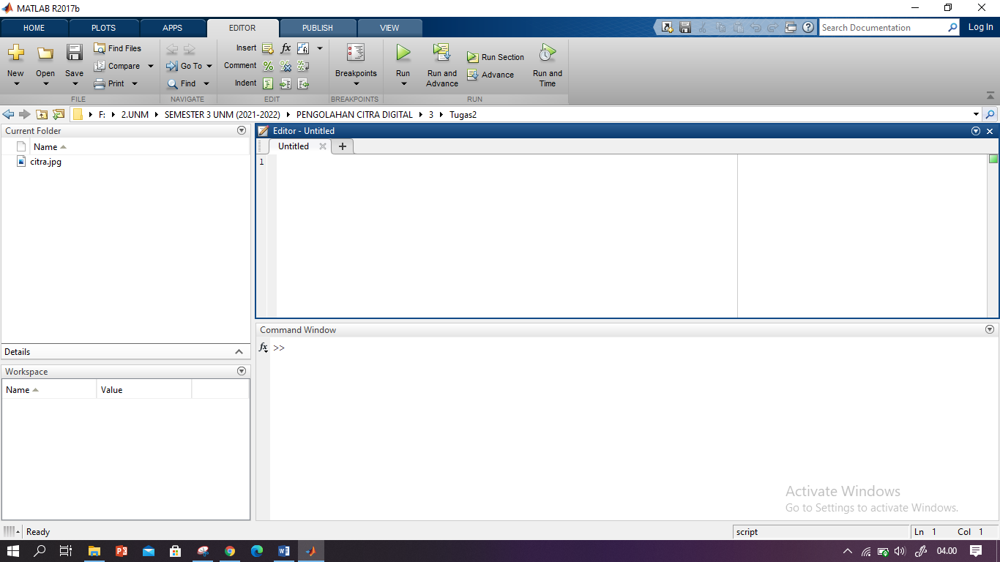 MATLAB R2017b
HOME PLOTS APPS EDITOR PUBLISH VIEW Search Documentation Log In
New Open Save Find Files Compare Print
FILE
Go To Find
NAVIGATE
Insert fx fi
Comment % % %
Indent
EDIT
Breakpoints
BREAKPOINTS
Run Run and Advance Run Section Advance Run and Time
RUN
F: 2.UNM SEMESTER 3 UNM (2021-2022) PENGOLAHAN CITRA DIGITAL 3 Tugas2
Current Folder
Name
citra.jpg
Details
Workspace
Name Value
Editor - Untitled
Untitled +
1
Command Window
fx >>
Activate Windows
Go to Settings to activate Windows.
Ready script Ln 1 Col 1
04.00